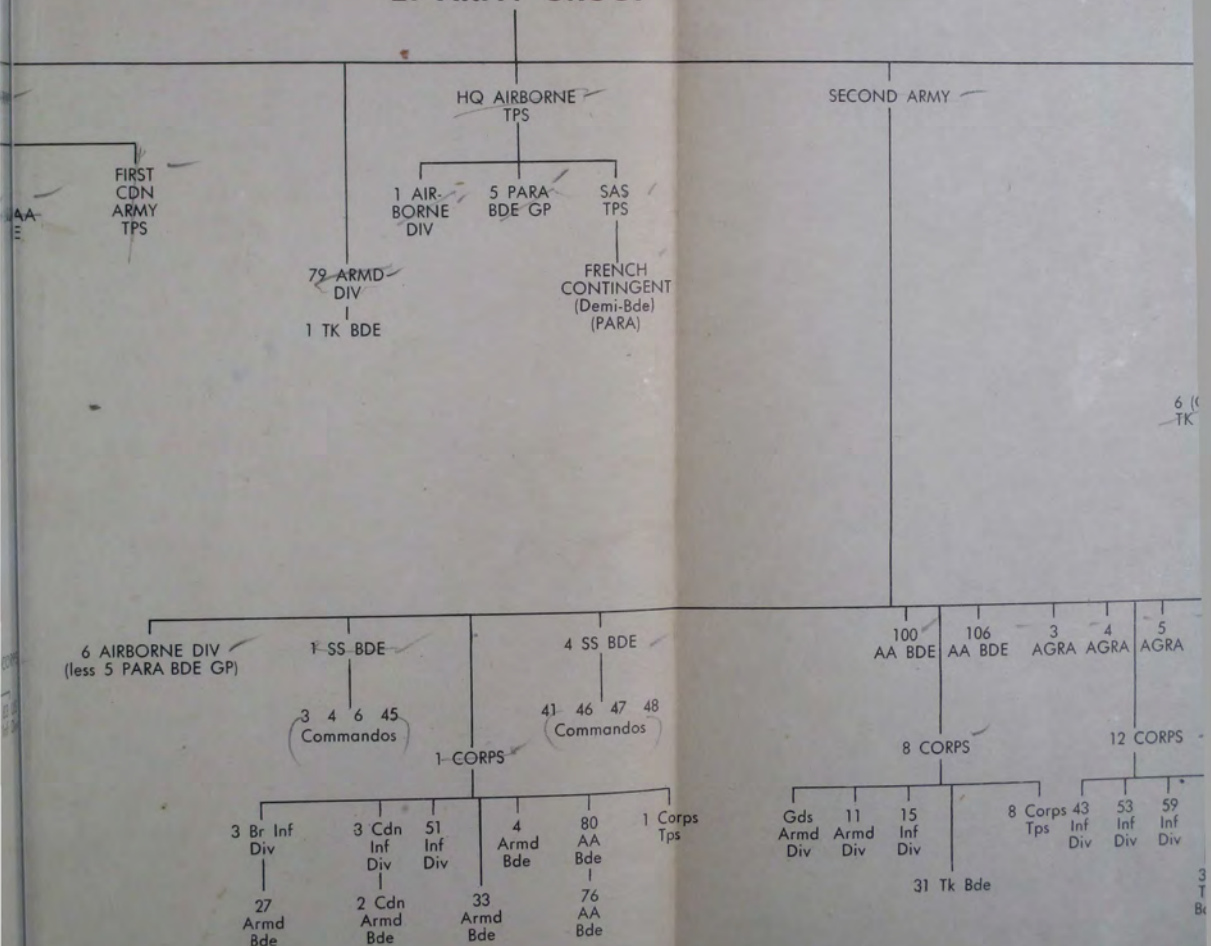 HQ AIRBORNE
TPS
SECOND ARMY
FIRST
CDN
ARMY
TPS
AA
E
1 AIR-
BORNE
DIV
5 PARA
BDE GP
SAS
TPS
79 ARMD
DIV
1 TK BDE
FRENCH
CONTINGENT
(Demi-Bde)
(PARA)
6 (
TK
6 AIRBORNE DIV
(less 5 PARA BDE GP)
1 SS BDE
3 4 6 45
Commandos
4 SS BDE
41 46 47 48
Commandos
100
AA BDE
106
AA BDE
3
AGRA
4
AGRA
5
AGRA
1 CORPS
8 CORPS
12 CORPS
3 Br Inf
Div
27
Armd
Bde
3 Cdn
Inf
Div
2 Cdn
Armd
Bde
51
Inf
Div
33
Armd
Bde
4
Armd
Bde
80
AA
Bde
76
AA
Bde
1 Corps
Tps
Gds
Armd
Div
11
Armd
Div
15
Inf
Div
31 Tk Bde
8 Corps
Tps
43
Inf
Div
53
Inf
Div
59
Inf
Div